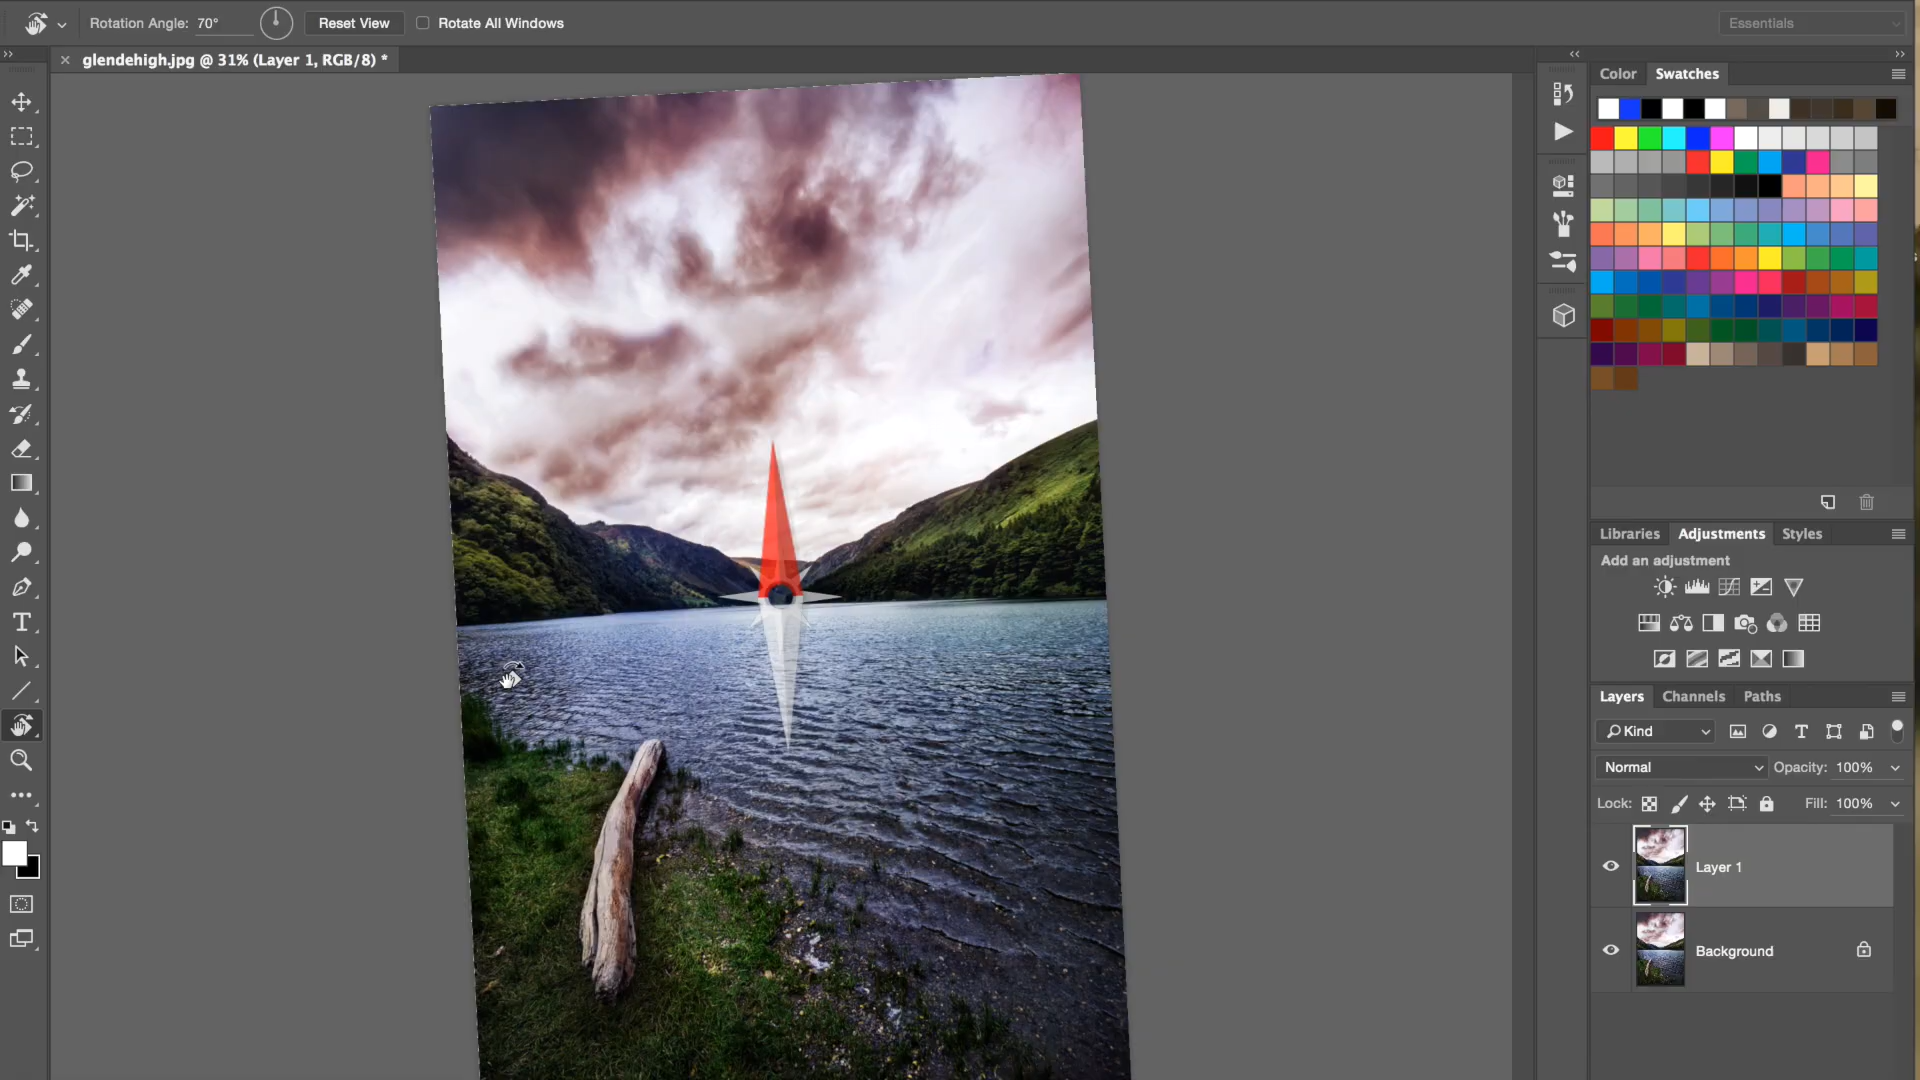 Rotation Angle: 70° Reset View Rotate All Windows Essentials
glendehigh.jpg @ 31% (Layer 1, RGB/8) *
Color Swatches
Libraries Adjustments Styles
Add an adjustment
Layers Channels Paths
Kind
Normal Opacity: 100%
Lock: Fill: 100%
Layer 1
Background